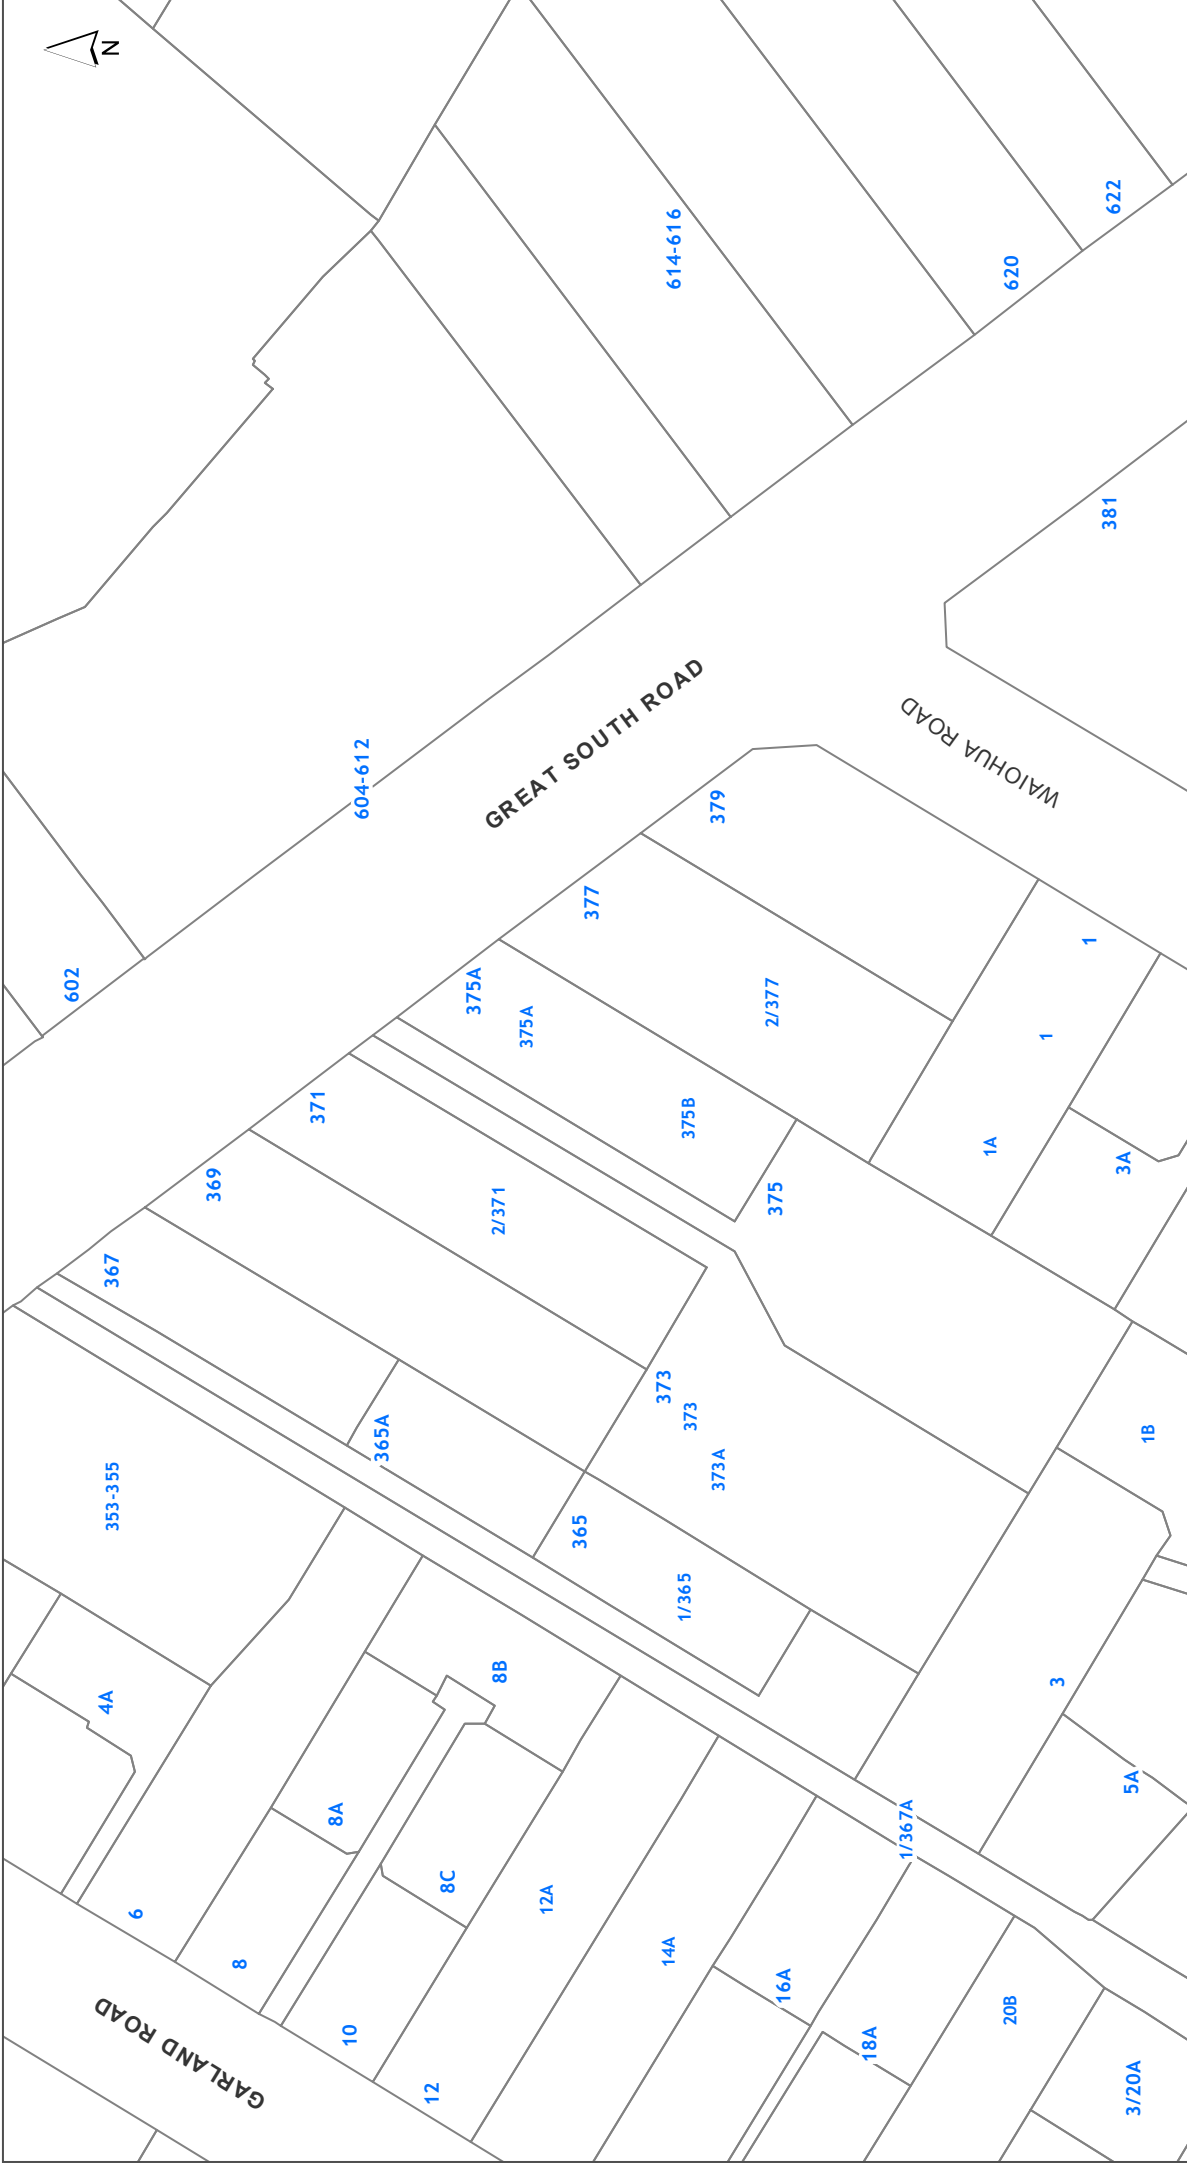 N
622
614-616
620
381
GREAT SOUTH ROAD
WAIOHUA ROAD
604-612
379
377
602
375A
375A
2/377
1
1
375B
1A
371
3A
369
375
2/371
367
373
373
365A
1B
373A
353-355
365
1/365
8B
3
4A
5A
8A
1/367A
8C
12A
6
14A
8
16A
20B
GARLAND ROAD
10
18A
12
3/20A